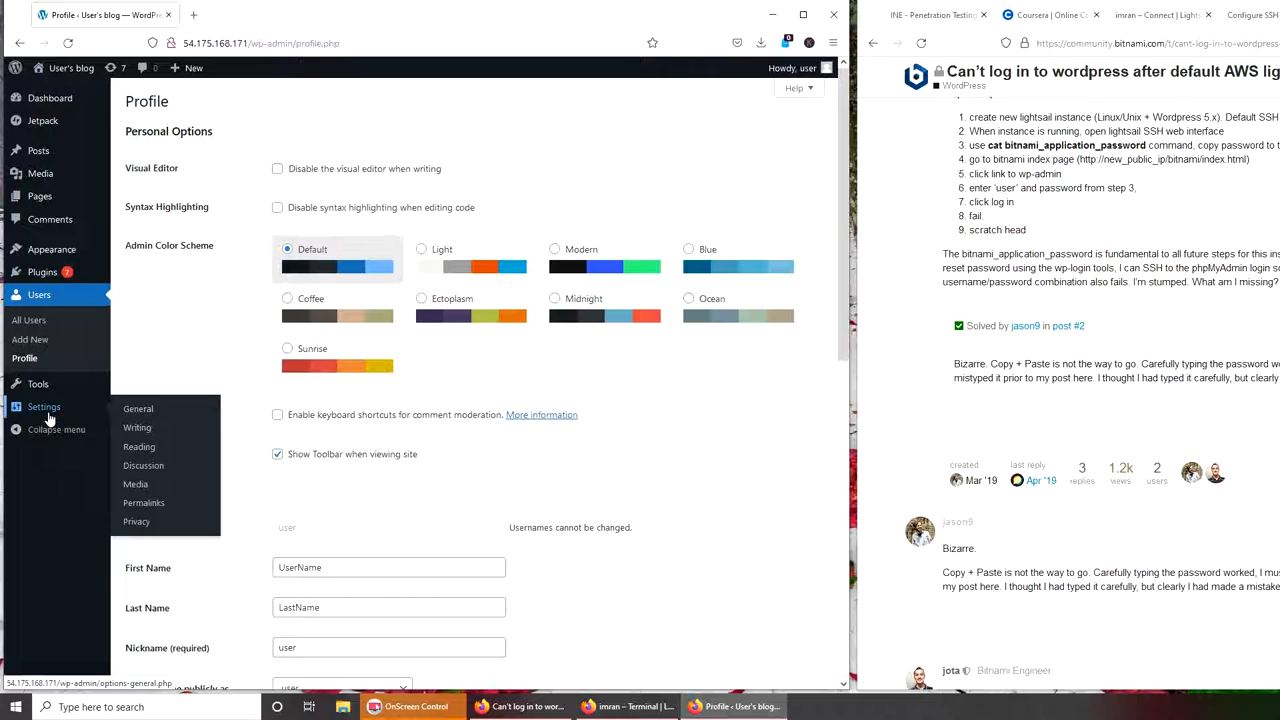 Profile ‹ User's blog — WordPre
54.175.168.171/wp-admin/profile.php
0
User's blog
7
0
New
Howdy, user
Dashboard
Jetpack
Posts
Media
Pages
Comments
Appearance
Plugins 7
Users
All Users
Add New
Profile
Tools
Settings
Collapse menu
General
Writing
Reading
Discussion
Media
Permalinks
Privacy
Help
Profile
Personal Options
Visual Editor
Disable the visual editor when writing
Syntax Highlighting
Disable syntax highlighting when editing code
Admin Color Scheme
Default
Light
Modern
Blue
Coffee
Ectoplasm
Midnight
Ocean
Sunrise
Enable keyboard shortcuts for comment moderation. More information
Show Toolbar when viewing site
user
Usernames cannot be changed.
First Name
UserName
Last Name
LastName
Nickname (required)
user
publicly as
user
54.175.168.171/wp-admin/options-general.php
INE - Penetration Testing
Coursera | Online Co
imran – Connect | Lights
Configure SSH
https://community.bitnami.com/t/cant-log-in-to-wordpress
Can't log in to wordpress after default AWS lig
WordPress
1. create new lightsail instance (Linux/Unix + Wordpress 5.x). Default SSH
2. When instance is running, open lightsail SSH web interface
3. use cat bitnami_application_password command, copy password to t
4. go to bitnami index page (http://new_public_ip/bitnami/index.html)
5. click link to wp-admin
6. enter 'user' and password from step 3,
7. click log in
8. fail.
9. scratch head
The bitnami_application_password is fundamental to all future steps for this ins
reset password using the wp-login tools, I can SSH to the phpMyAdmin login sc
username/password combination also fails. I'm stumped. What am I missing?
Solved by jason9 in post #2
Bizarre. Copy + Paste is not the way to go. Carefully typing the password wo
mistyped it prior to my post here. I thought I had typed it carefully, but clearly
created
Mar '19
last reply
Apr '19
3
replies
1.2k
views
2
users
jason9
Bizarre.
Copy + Paste is not the way to go. Carefully typing the password worked, I mus
my post here. I thought I had typed it carefully, but clearly I had made a mistake
jota
Bitnami Engineer
Type here to search
OnScreen Control
Can't log in to wor...
imran – Terminal | L...
Profile ‹ User's blog...